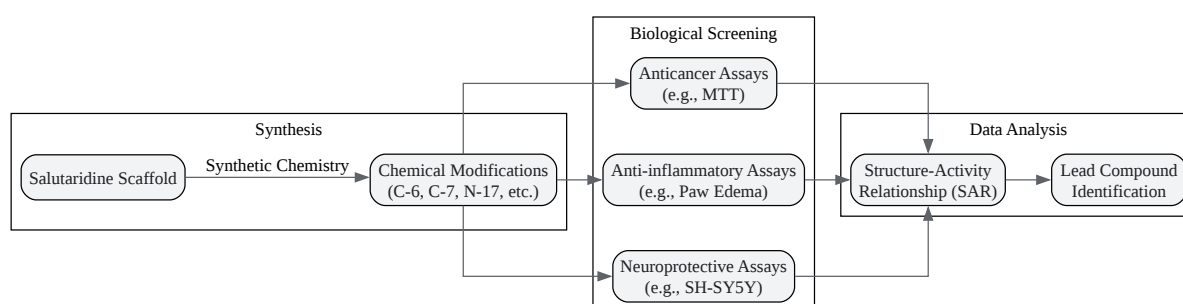 Synthesis
Salutaridine Scaffold
Synthetic Chemistry
Chemical Modifications
(C-6, C-7, N-17, etc.)
Biological Screening
Anticancer Assays
(e.g., MTT)
Anti-inflammatory Assays
(e.g., Paw Edema)
Neuroprotective Assays
(e.g., SH-SY5Y)
Data Analysis
Structure-Activity
Relationship (SAR)
Lead Compound
Identification